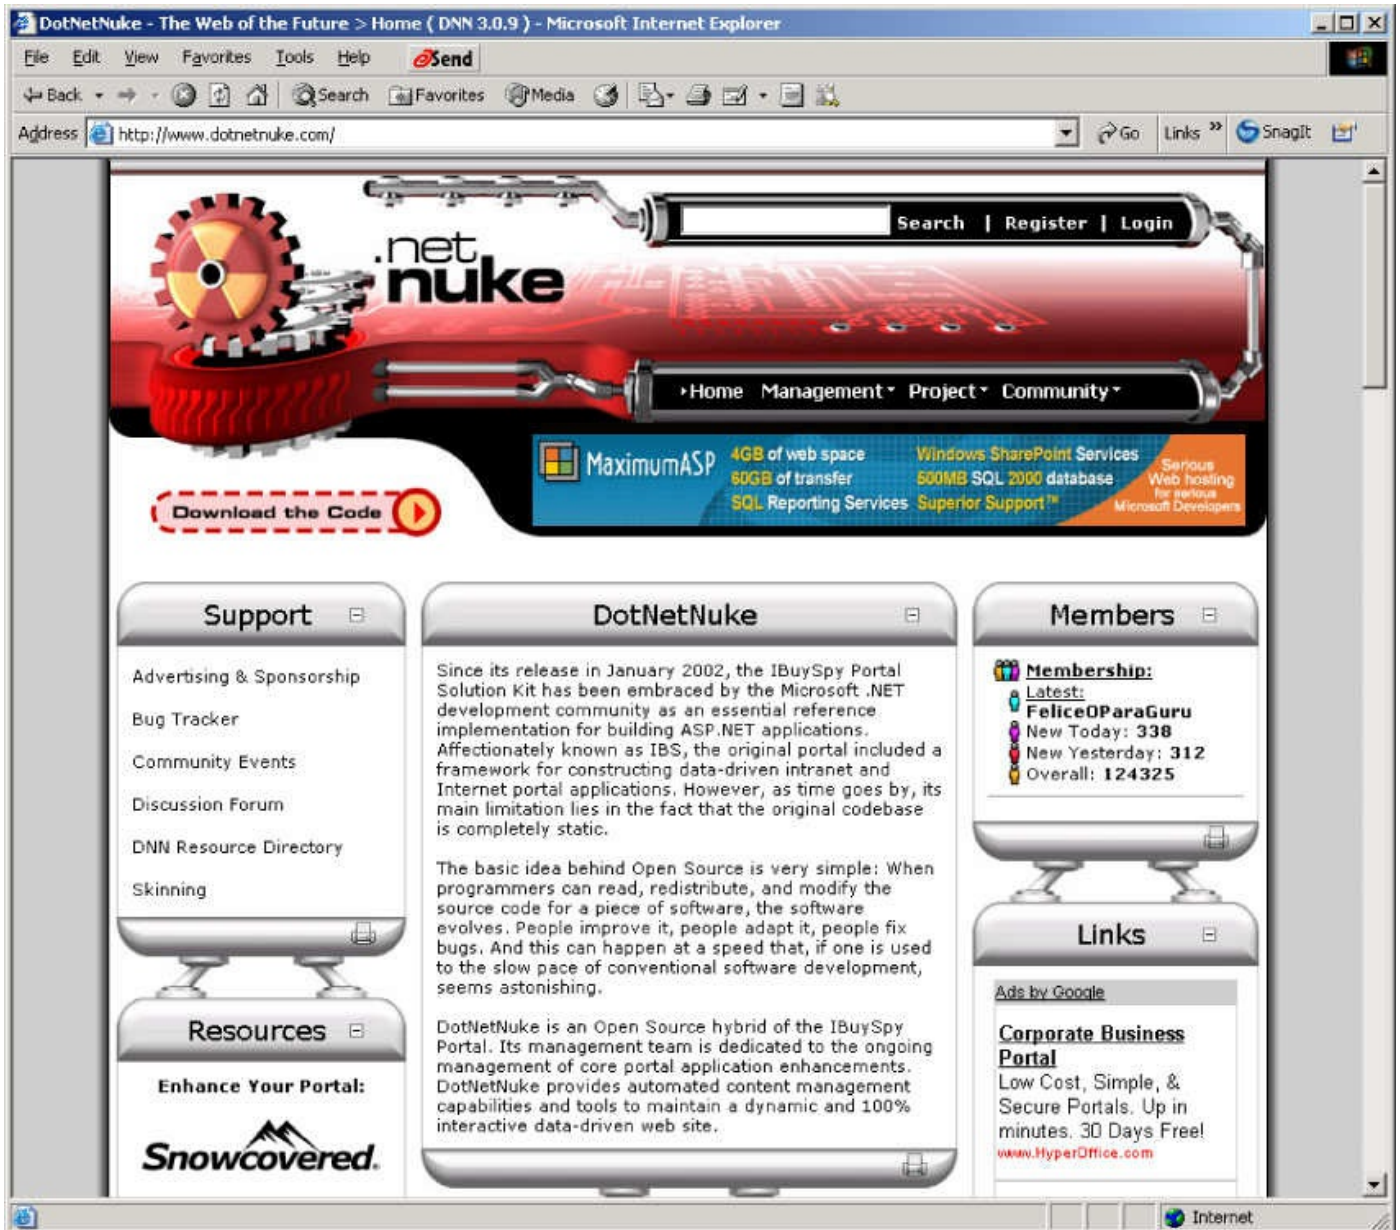 DotNetNuke - The Web of the Future > Home ( DNN 3.0.9 ) - Microsoft Internet Explorer
File Edit View Favorites Tools Help Send
Back Search Favorites Media
Address http://www.dotnetnuke.com/ Go Links » SnagIt
Search | Register | Login
.net
nuke
Home Management Project Community
MaximumASP
4GB of web space
60GB of transfer
SQL Reporting Services
Windows SharePoint Services
500MB SQL 2000 database
Superior Support™
Serious
Web hosting
for serious
Microsoft Developers
Download the Code
Support
Advertising & Sponsorship
Bug Tracker
Community Events
Discussion Forum
DNN Resource Directory
Skinning
Resources
Enhance Your Portal:
Snowcovered.
DotNetNuke
Since its release in January 2002, the IBuySpy Portal
Solution Kit has been embraced by the Microsoft .NET
development community as an essential reference
implementation for building ASP.NET applications.
Affectionately known as IBS, the original portal included a
framework for constructing data-driven intranet and
Internet portal applications. However, as time goes by, its
main limitation lies in the fact that the original codebase
is completely static.
The basic idea behind Open Source is very simple: When
programmers can read, redistribute, and modify the
source code for a piece of software, the software
evolves. People improve it, people adapt it, people fix
bugs. And this can happen at a speed that, if one is used
to the slow pace of conventional software development,
seems astonishing.
DotNetNuke is an Open Source hybrid of the IBuySpy
Portal. Its management team is dedicated to the ongoing
management of core portal application enhancements.
DotNetNuke provides automated content management
capabilities and tools to maintain a dynamic and 100%
interactive data-driven web site.
Members
Membership:
Latest:
FeliceOParaGuru
New Today: 338
New Yesterday: 312
Overall: 124325
Links
Ads by Google
Corporate Business
Portal
Low Cost, Simple, &
Secure Portals. Up in
minutes. 30 Days Free!
www.HyperOffice.com
Internet